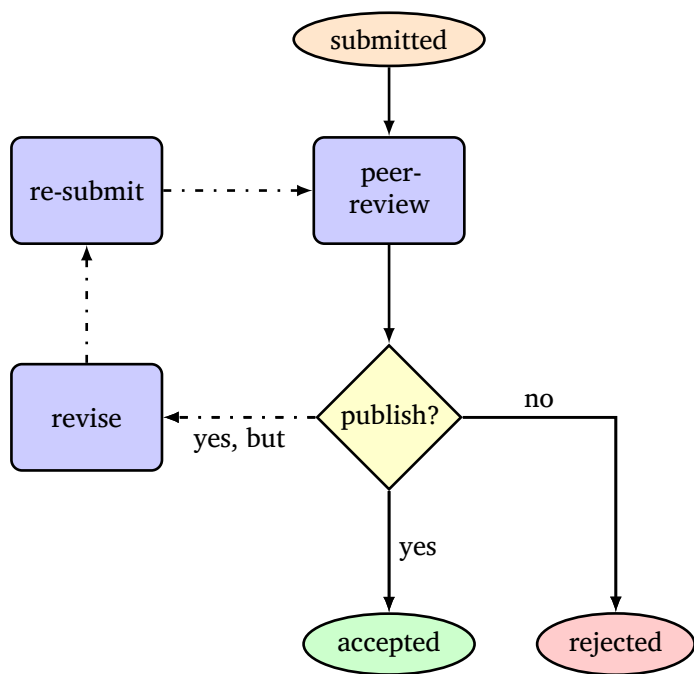 submitted
re-submit
peer-
review
revise
publish?
no
yes, but
yes
accepted
rejected